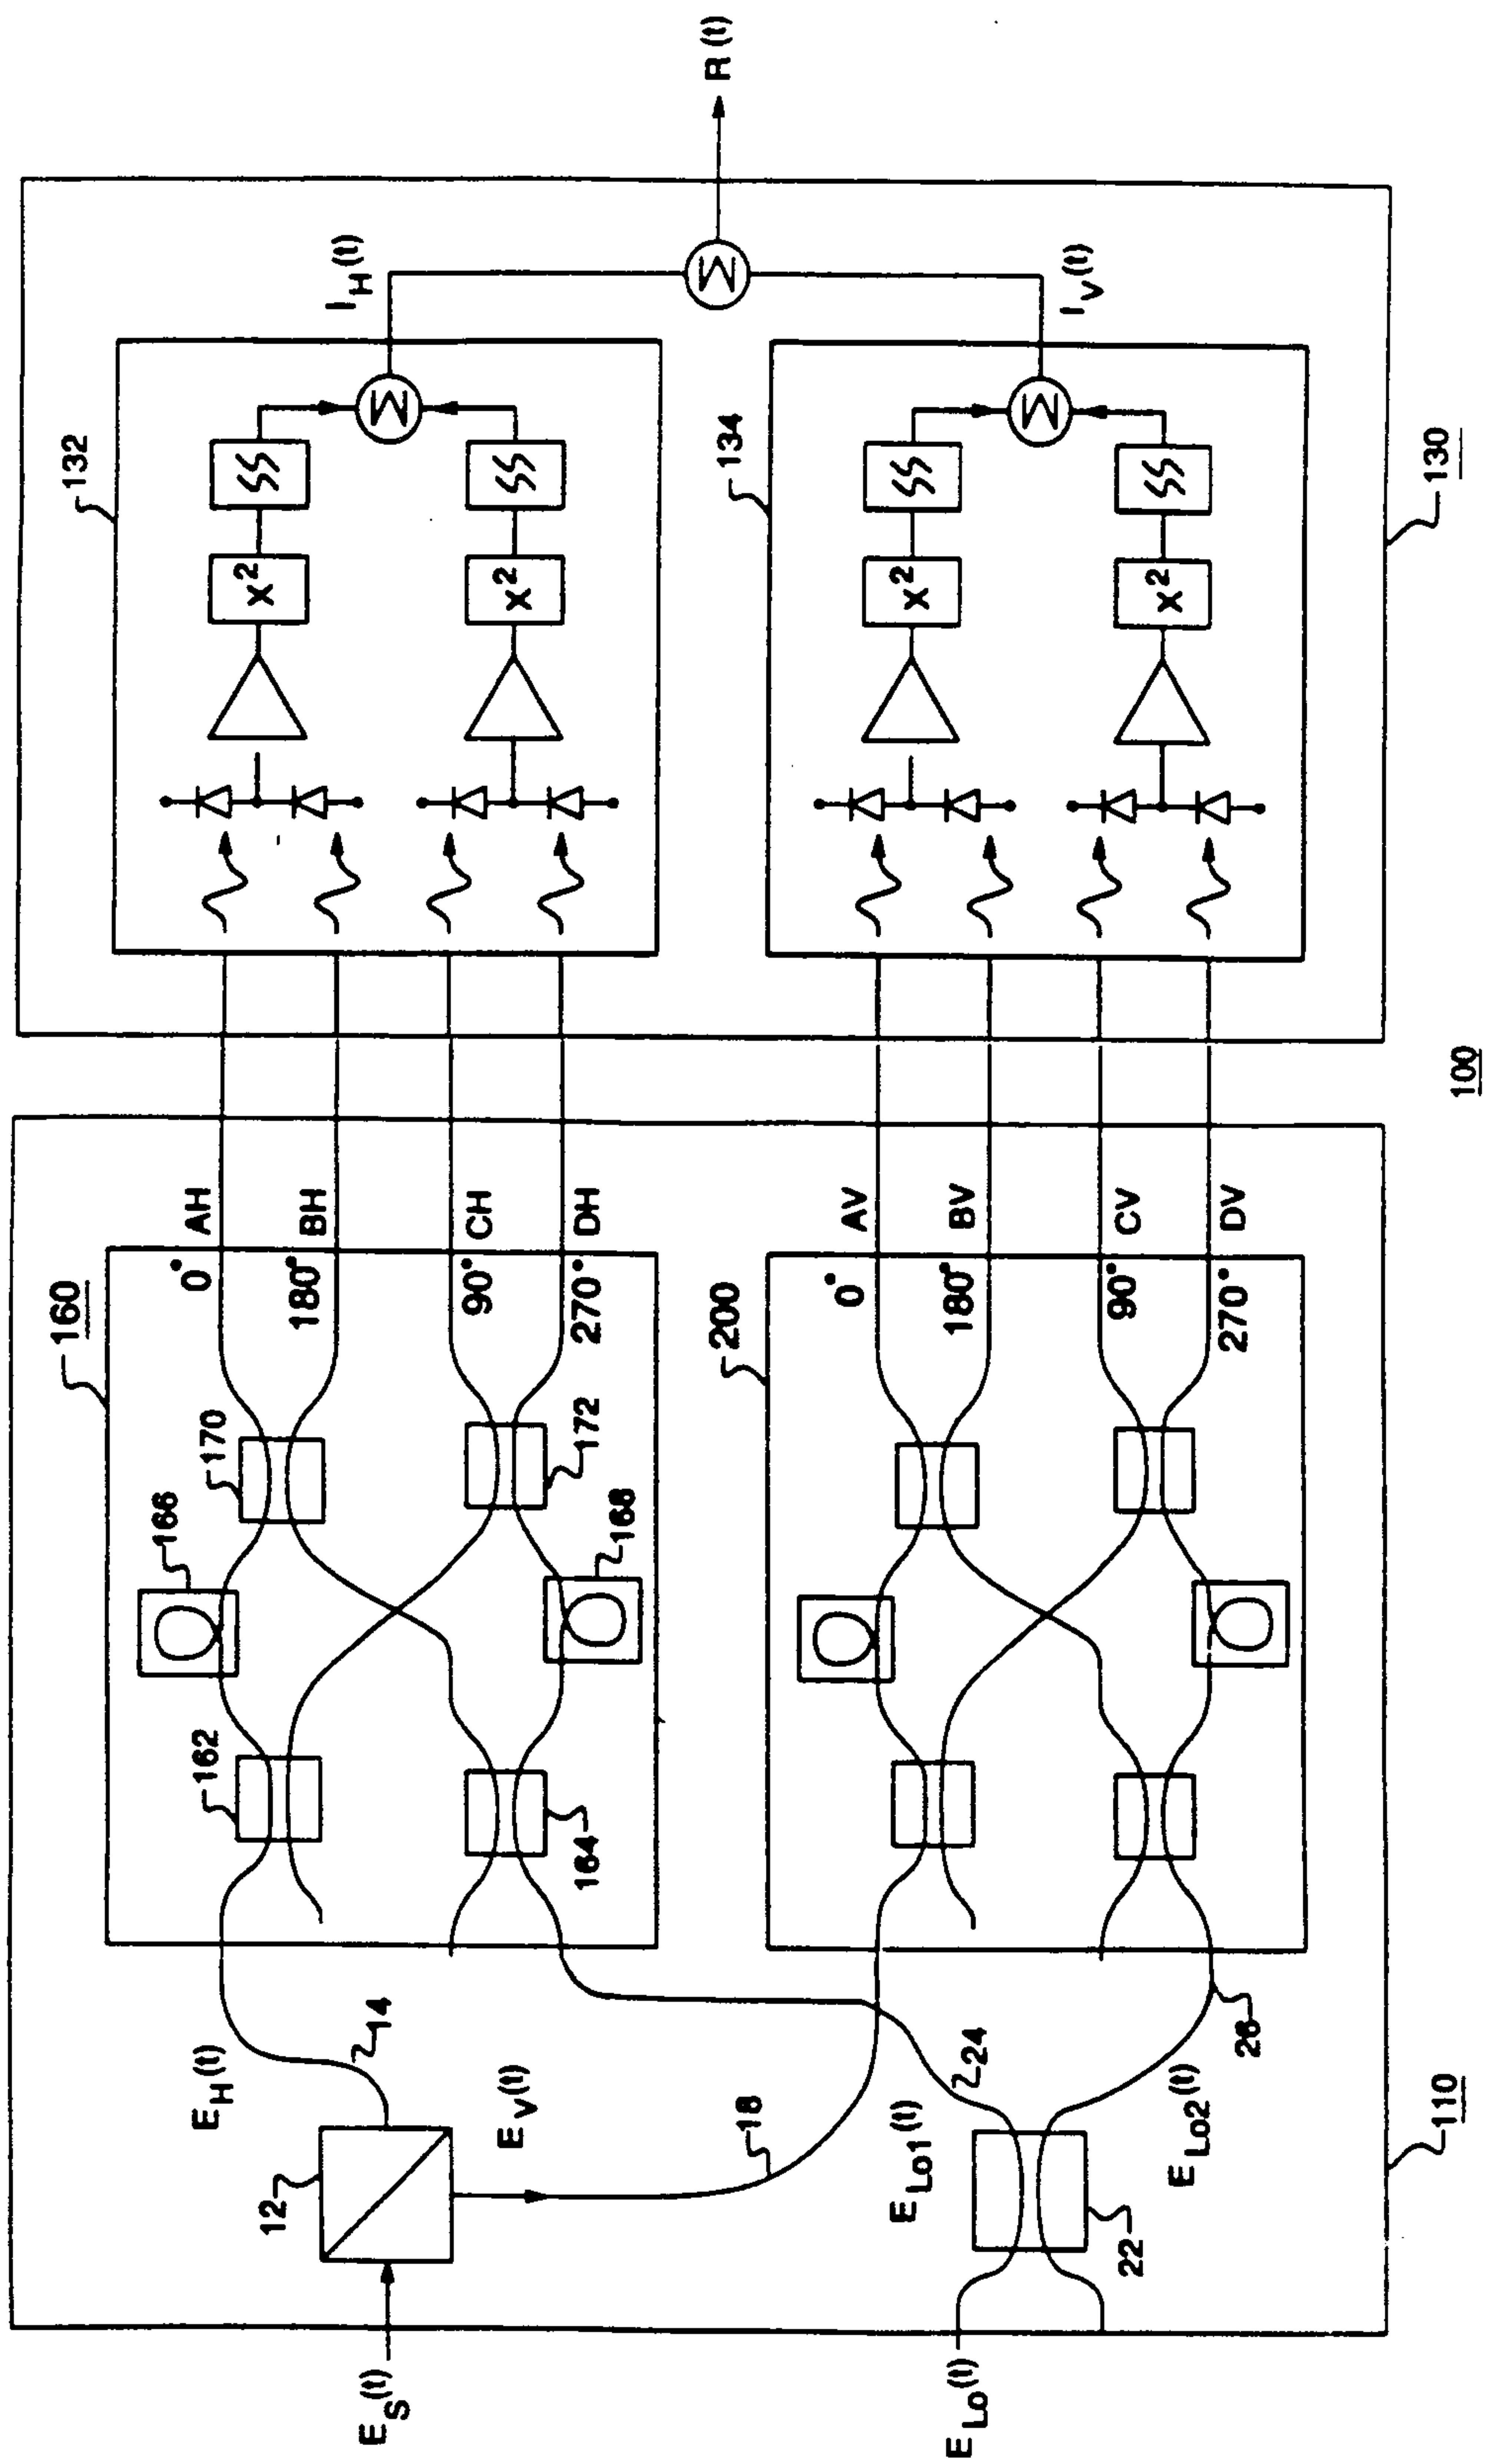 E_S(t)
12
E_H(t)
14
E_V(t)
18
E_Lo(t)
E_Lo1(t)
24
22
E_Lo2(t)
26
110
160
162
164
166
168
170
172
0°
180°
90°
270°
AH
BH
CH
DH
200
0°
180°
90°
270°
AV
BV
CV
DV
100
132
x²
x²
Σ
I_H(t)
134
x²
x²
Σ
I_V(t)
Σ
R(t)
130